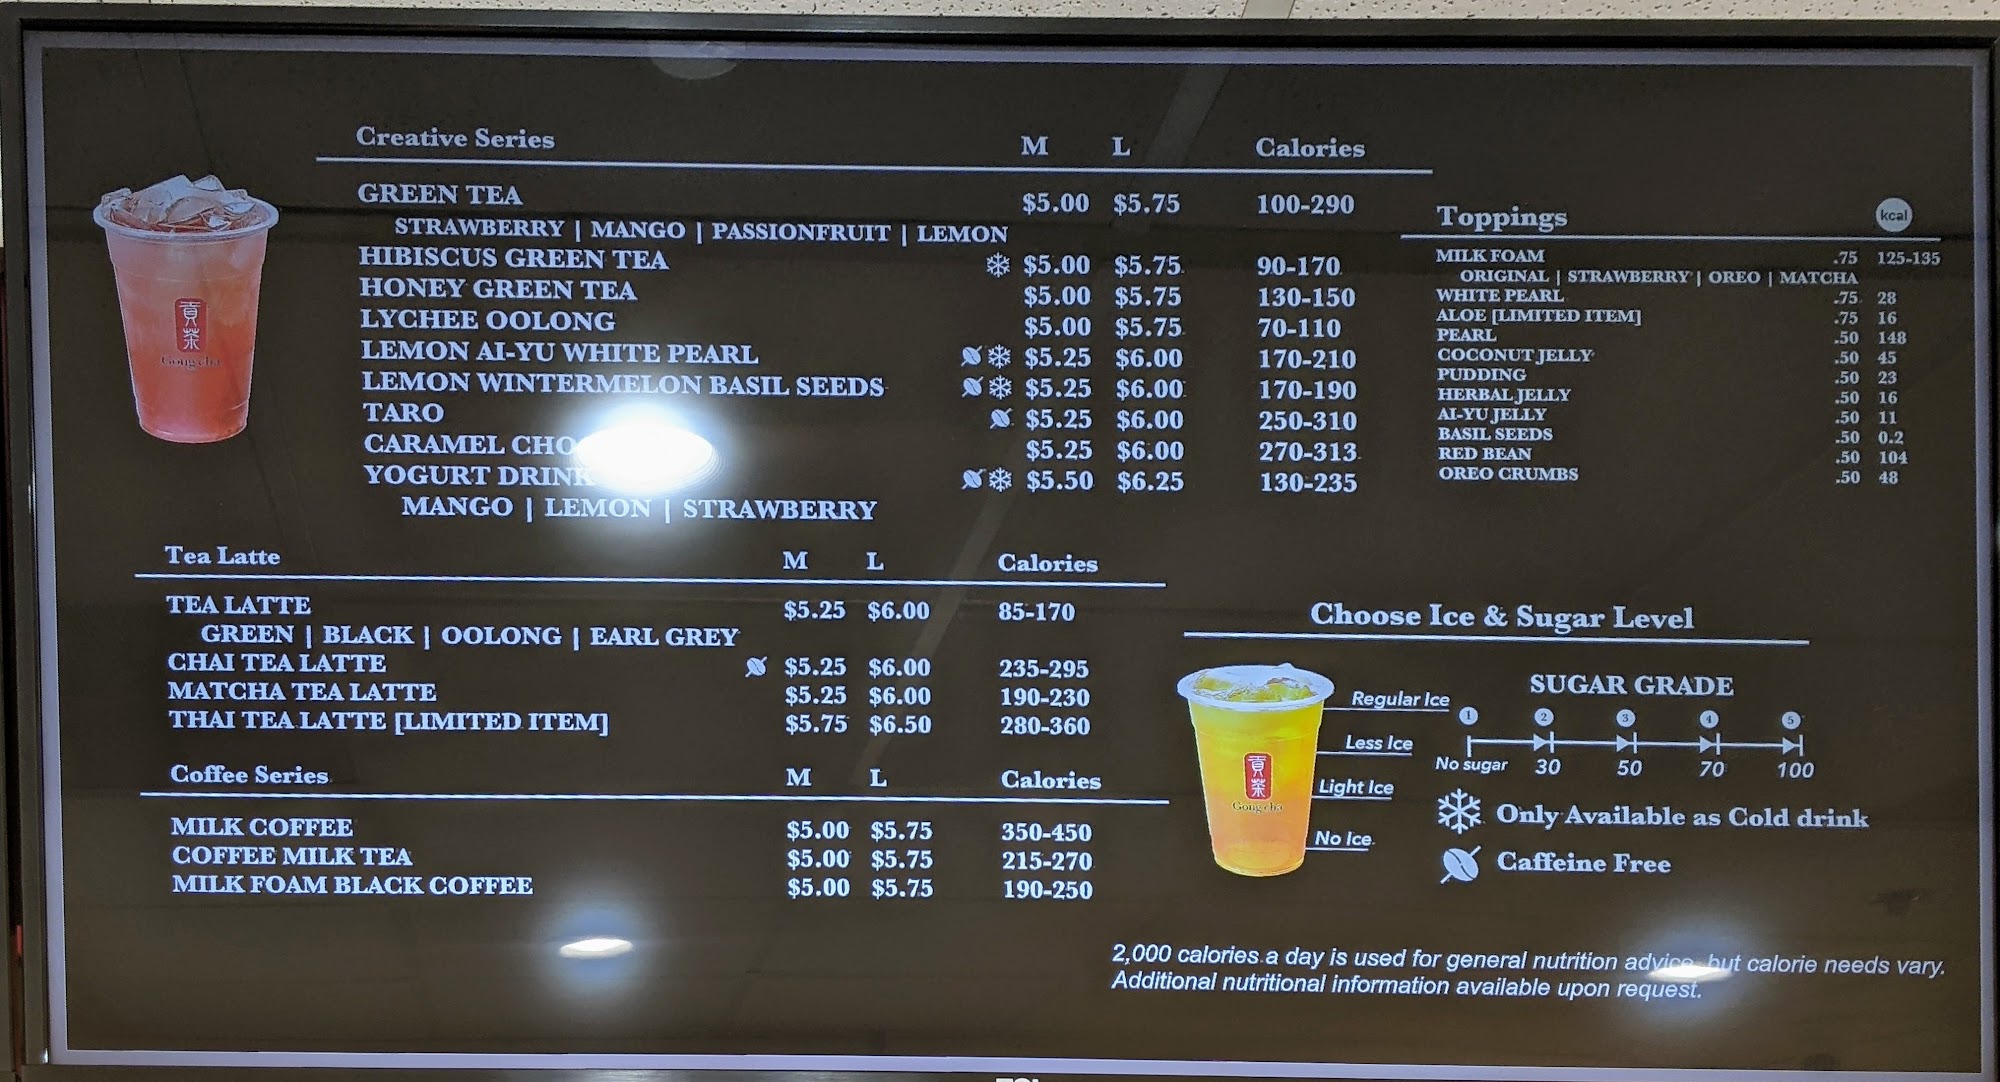 Creative Series M L Calories
GREEN TEA $5.00 $5.75 100-290
STRAWBERRY | MANGO | PASSIONFRUIT | LEMON
HIBISCUS GREEN TEA $5.00 $5.75 90-170
HONEY GREEN TEA $5.00 $5.75 130-150
LYCHEE OOLONG $5.00 $5.75 70-110
LEMON AI-YU WHITE PEARL $5.25 $6.00 170-210
LEMON WINTERMELON BASIL SEEDS $5.25 $6.00 170-190
TARO $5.25 $6.00 250-310
CARAMEL $5.25 $6.00 270-313
YOGURT DRINK $5.50 $6.25 130-235
MANGO | LEMON | STRAWBERRY
Toppings kcal
MILK FOAM .75 125-135
ORIGINAL | STRAWBERRY | OREO | MATCHA
WHITE PEARL .75 28
ALOE [LIMITED ITEM] .75 16
PEARL .50 148
COCONUT JELLY .50 45
PUDDING .50 23
HERBAL JELLY .50 16
AI-YU JELLY .50 11
BASIL SEEDS .50 0.2
RED BEAN .50 104
OREO CRUMBS .50 48
貢茶
Gong cha
Tea Latte M L Calories
TEA LATTE $5.25 $6.00 85-170
GREEN | BLACK | OOLONG | EARL GREY
CHAI TEA LATTE $5.25 $6.00 235-295
MATCHA TEA LATTE $5.25 $6.00 190-230
THAI TEA LATTE [LIMITED ITEM] $5.75 $6.50 280-360
Coffee Series M L Calories
MILK COFFEE $5.00 $5.75 350-450
COFFEE MILK TEA $5.00 $5.75 215-270
MILK FOAM BLACK COFFEE $5.00 $5.75 190-250
Choose Ice & Sugar Level
Regular Ice
Less Ice
Light Ice
No Ice
貢茶
Gong cha
SUGAR GRADE
1 2 3 4 5
No sugar 30 50 70 100
Only Available as Cold drink
Caffeine Free
2,000 calories a day is used for general nutrition advice, but calorie needs vary.
Additional nutritional information available upon request.